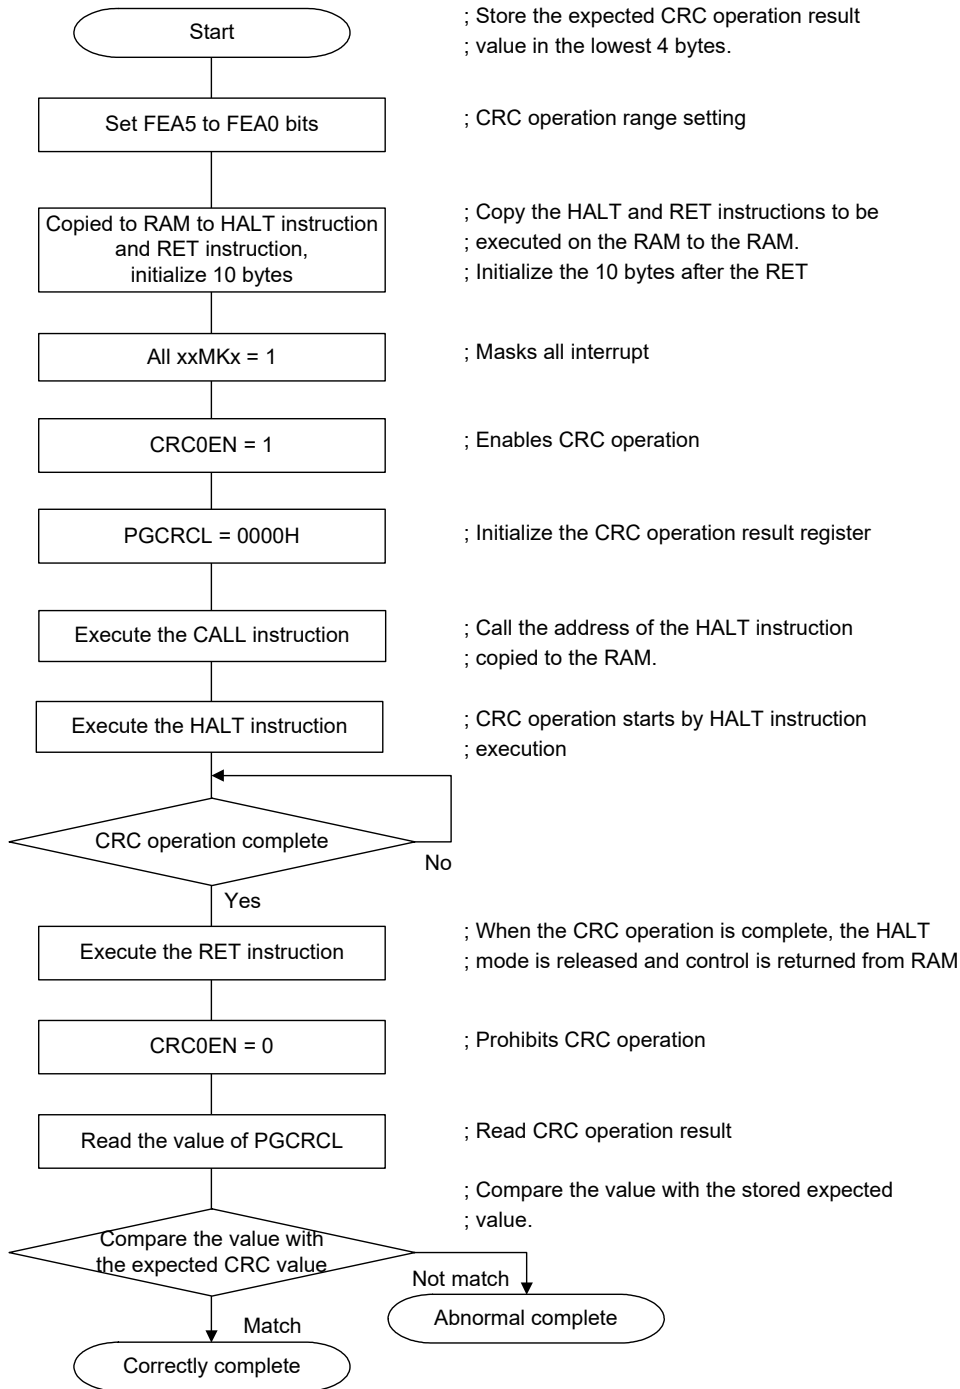 Start
; Store the expected CRC operation result
; value in the lowest 4 bytes.
Set FEA5 to FEA0 bits
; CRC operation range setting
Copied to RAM to HALT instruction
and RET instruction,
initialize 10 bytes
; Copy the HALT and RET instructions to be
; executed on the RAM to the RAM.
; Initialize the 10 bytes after the RET
All xxMKx = 1
; Masks all interrupt
CRC0EN = 1
; Enables CRC operation
PGCRCL = 0000H
; Initialize the CRC operation result register
Execute the CALL instruction
; Call the address of the HALT instruction
; copied to the RAM.
Execute the HALT instruction
; CRC operation starts by HALT instruction
; execution
CRC operation complete
No
Yes
Execute the RET instruction
; When the CRC operation is complete, the HALT
; mode is released and control is returned from RAM
CRC0EN = 0
; Prohibits CRC operation
Read the value of PGCRCL
; Read CRC operation result
; Compare the value with the stored expected
; value.
Compare the value with
the expected CRC value
Not match
Abnormal complete
Match
Correctly complete